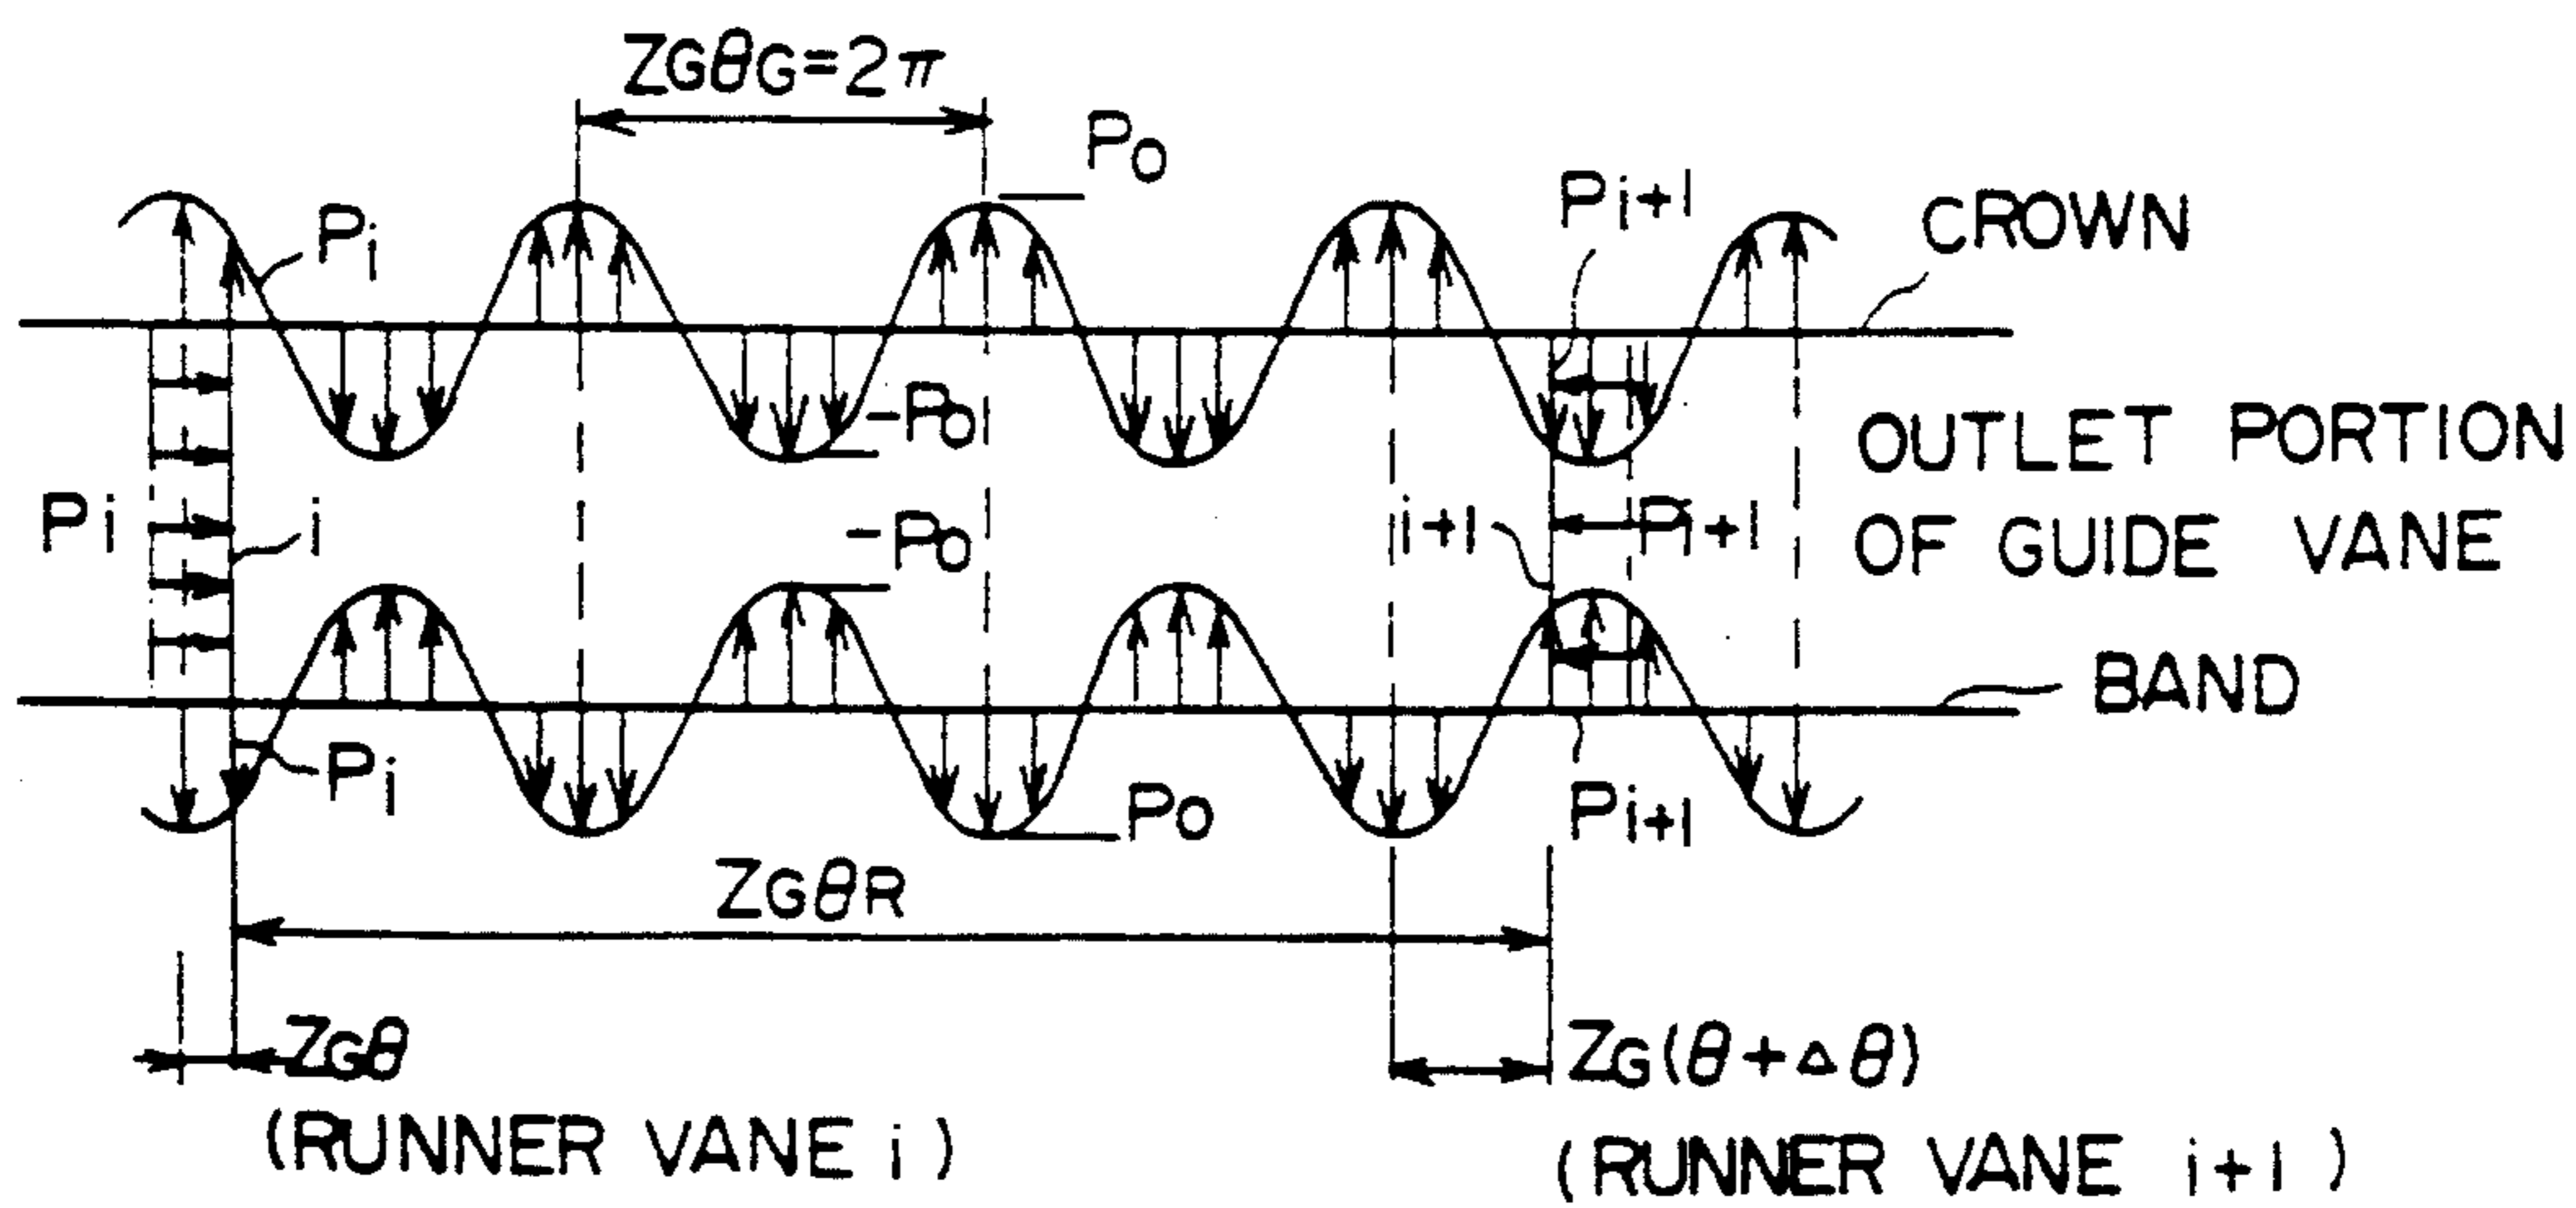 ZGθG=2π
Po
Pi
Pi+1
CROWN
-Po
OUTLET PORTION
OF GUIDE VANE
Pi
i
-Po
i+1
Pi+1
BAND
Pi
Po
Pi+1
ZGθR
ZGθ
ZG(θ+Δθ)
(RUNNER VANE i)
(RUNNER VANE i+1)